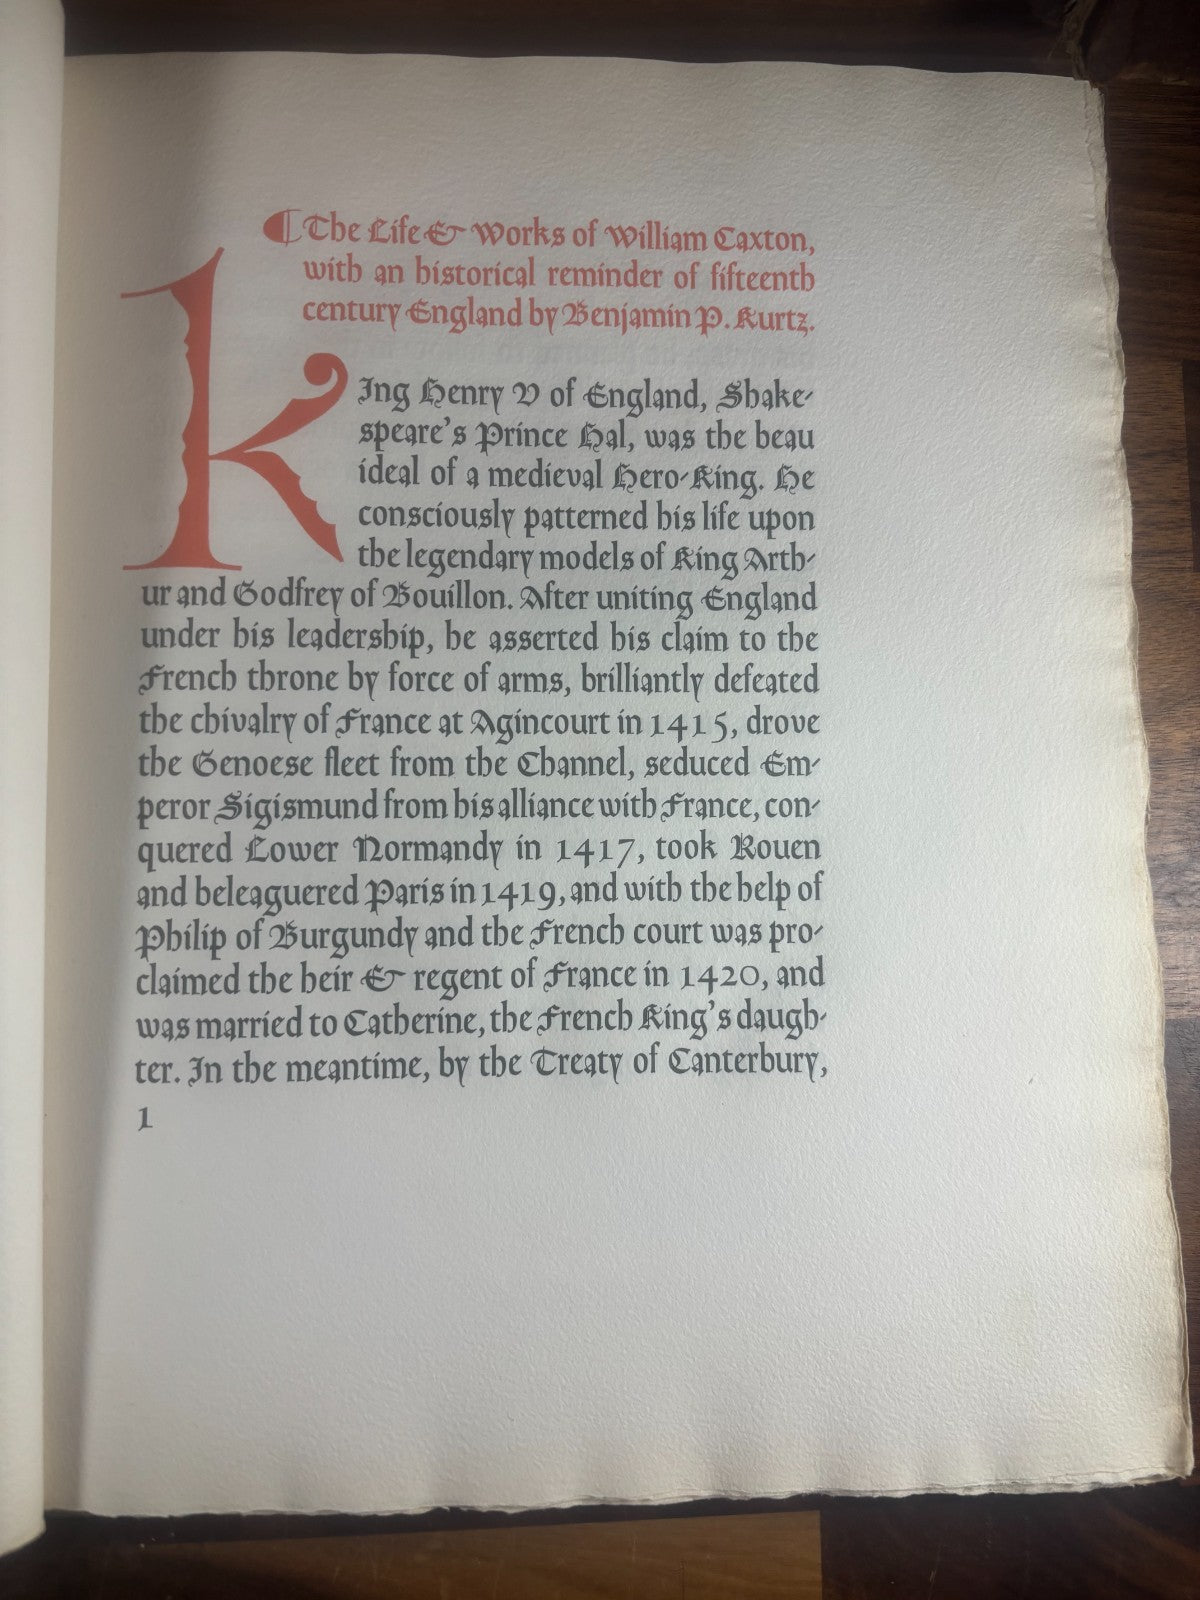 ¶The Life & Works of William Caxton,
with an historical reminder of fifteenth
century England by Benjamin P. Kurtz.
King Henry V of England, Shake-
speare's Prince Hal, was the beau
ideal of a medieval Hero-King. He
consciously patterned his life upon
the legendary models of King Arth-
ur and Godfrey of Bouillon. After uniting England
under his leadership, he asserted his claim to the
French throne by force of arms, brilliantly defeated
the chivalry of France at Agincourt in 1415, drove
the Genoese fleet from the Channel, seduced Em-
peror Sigismund from his alliance with France, con-
quered Lower Normandy in 1417, took Rouen
and beleaguered Paris in 1419, and with the help of
Philip of Burgundy and the French court was pro-
claimed the heir & regent of France in 1420, and
was married to Catherine, the French King's daugh-
ter. In the meantime, by the Treaty of Canterbury,
1